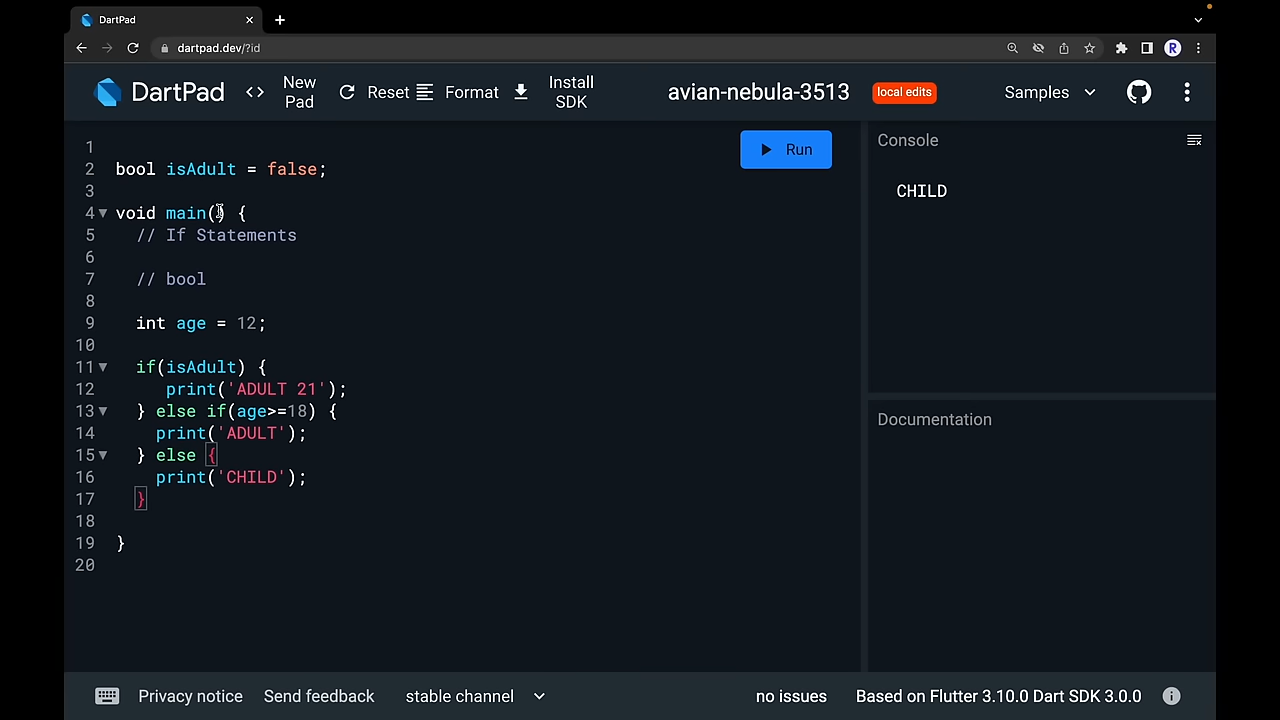 DartPad
dartpad.dev/?id
R
DartPad
<> New Pad
Reset
Format
Install SDK
avian-nebula-3513
local edits
Samples
Run
1
2 bool isAdult = false;
3
4 void main() {
5 // If Statements
6
7 // bool
8
9 int age = 12;
10
11 if(isAdult) {
12 print('ADULT 21');
13 } else if(age>=18) {
14 print('ADULT');
15 } else {
16 print('CHILD');
17 }
18
19 }
20
Console
CHILD
Documentation
Privacy notice
Send feedback
stable channel
no issues
Based on Flutter 3.10.0 Dart SDK 3.0.0